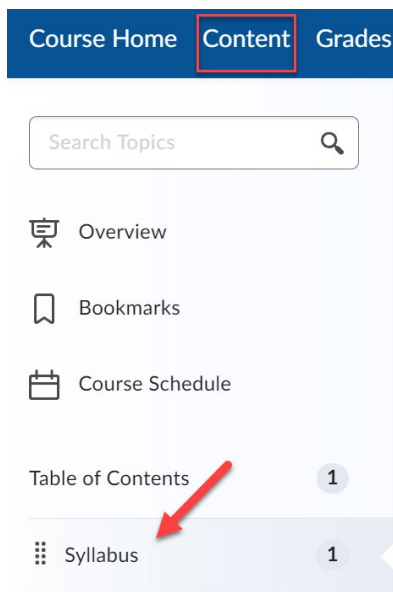 Course Home Content Grades
Search Topics
Overview
Bookmarks
Course Schedule
Table of Contents 1
Syllabus 1